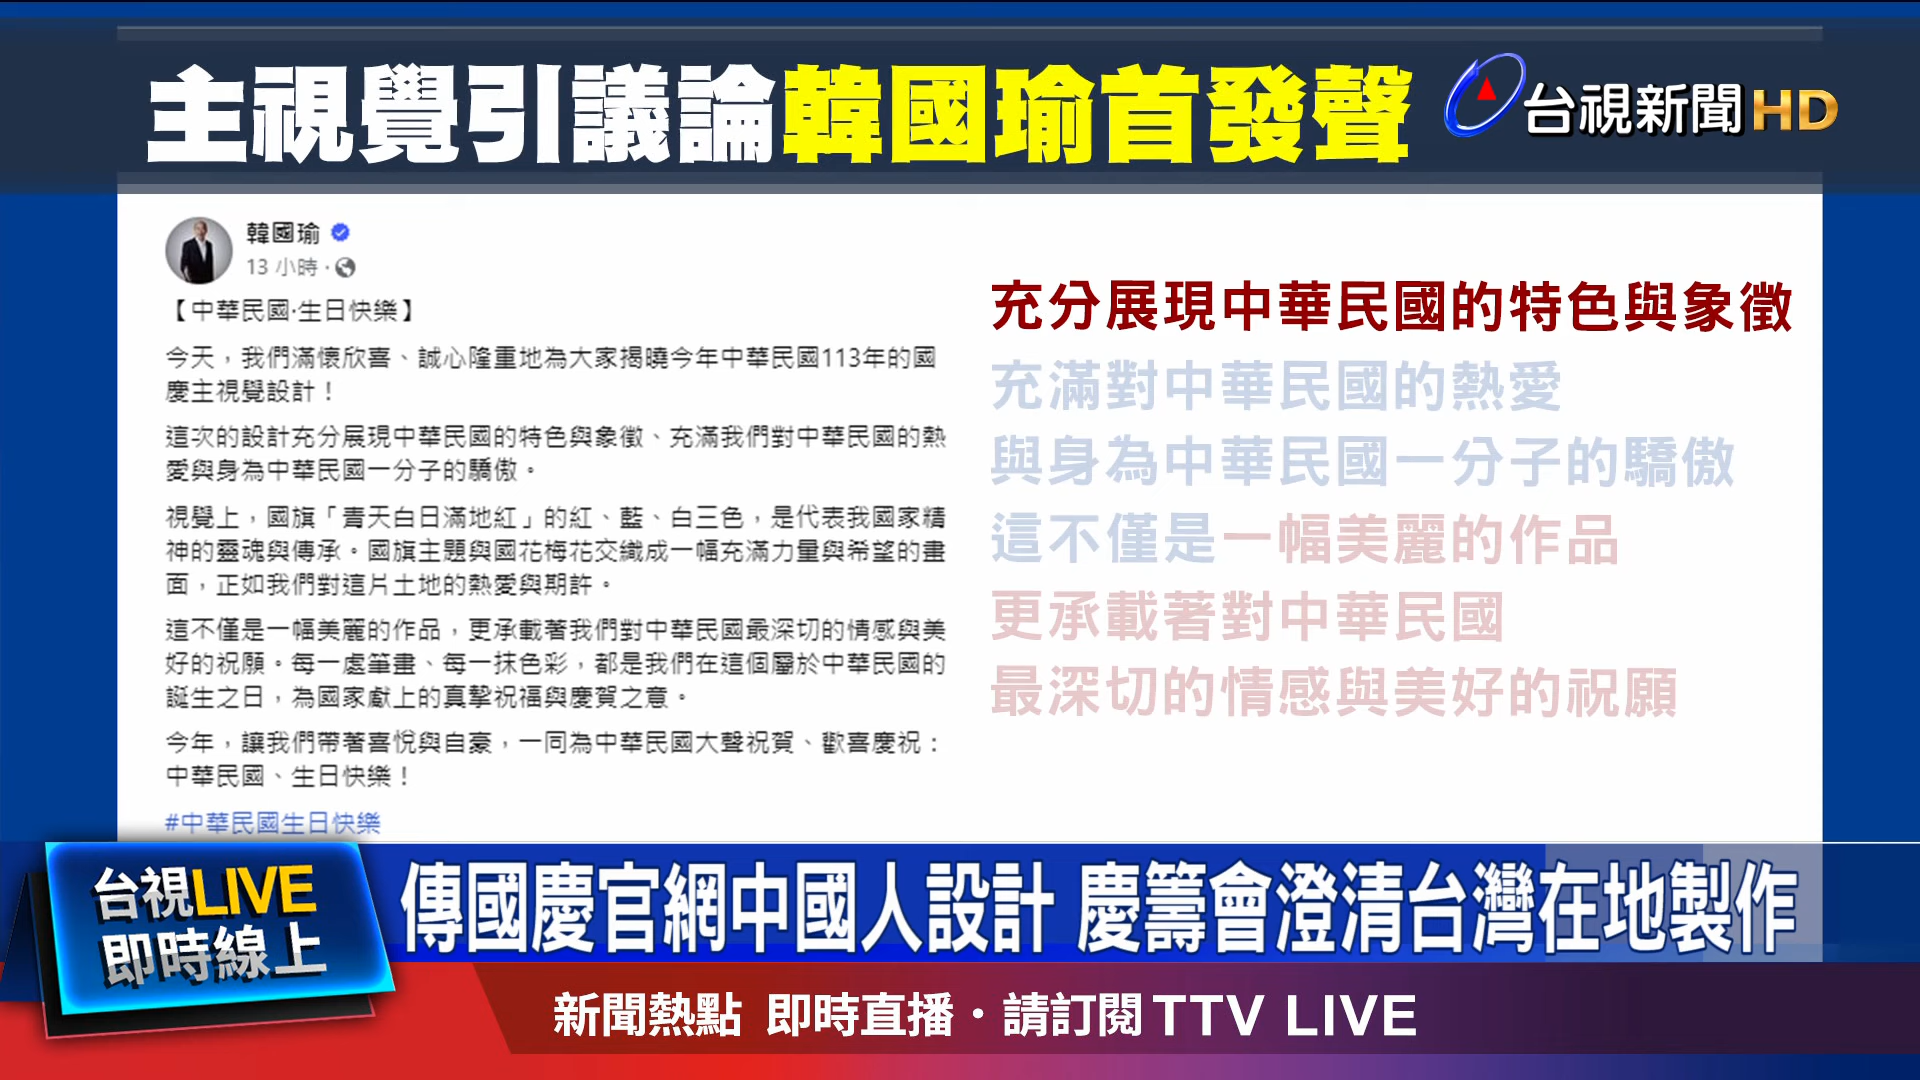 主視覺引議論韓國瑜首發聲
台視新聞HD
韓國瑜
13 小時·
【中華民國·生日快樂】
今天，我們滿懷欣喜、誠心隆重地為大家揭曉今年中華民國113年的國
慶主視覺設計！
這次的設計充分展現中華民國的特色與象徵、充滿我們對中華民國的熱
愛與身為中華民國一分子的驕傲。
視覺上，國旗「青天白日滿地紅」的紅、藍、白三色，是代表我國家精
神的靈魂與傳承。國旗主題與國花梅花交織成一幅充滿力量與希望的畫
面，正如我們對這片土地的熱愛與期許。
這不僅是一幅美麗的作品，更承載著我們對中華民國最深切的情感與美
好的祝願。每一處筆畫、每一抹色彩，都是我們在這個屬於中華民國的
誕生之日，為國家獻上的真摯祝福與慶賀之意。
今年，讓我們帶著喜悅與自豪，一同為中華民國大聲祝賀、歡喜慶祝：
中華民國、生日快樂！
#中華民國生日快樂
充分展現中華民國的特色與象徵
充滿對中華民國的熱愛
與身為中華民國一分子的驕傲
這不僅是一幅美麗的作品
更承載著對中華民國
最深切的情感與美好的祝願
台視LIVE
即時線上
傳國慶官網中國人設計 慶籌會澄清台灣在地製作
新聞熱點 即時直播·請訂閱TTV LIVE